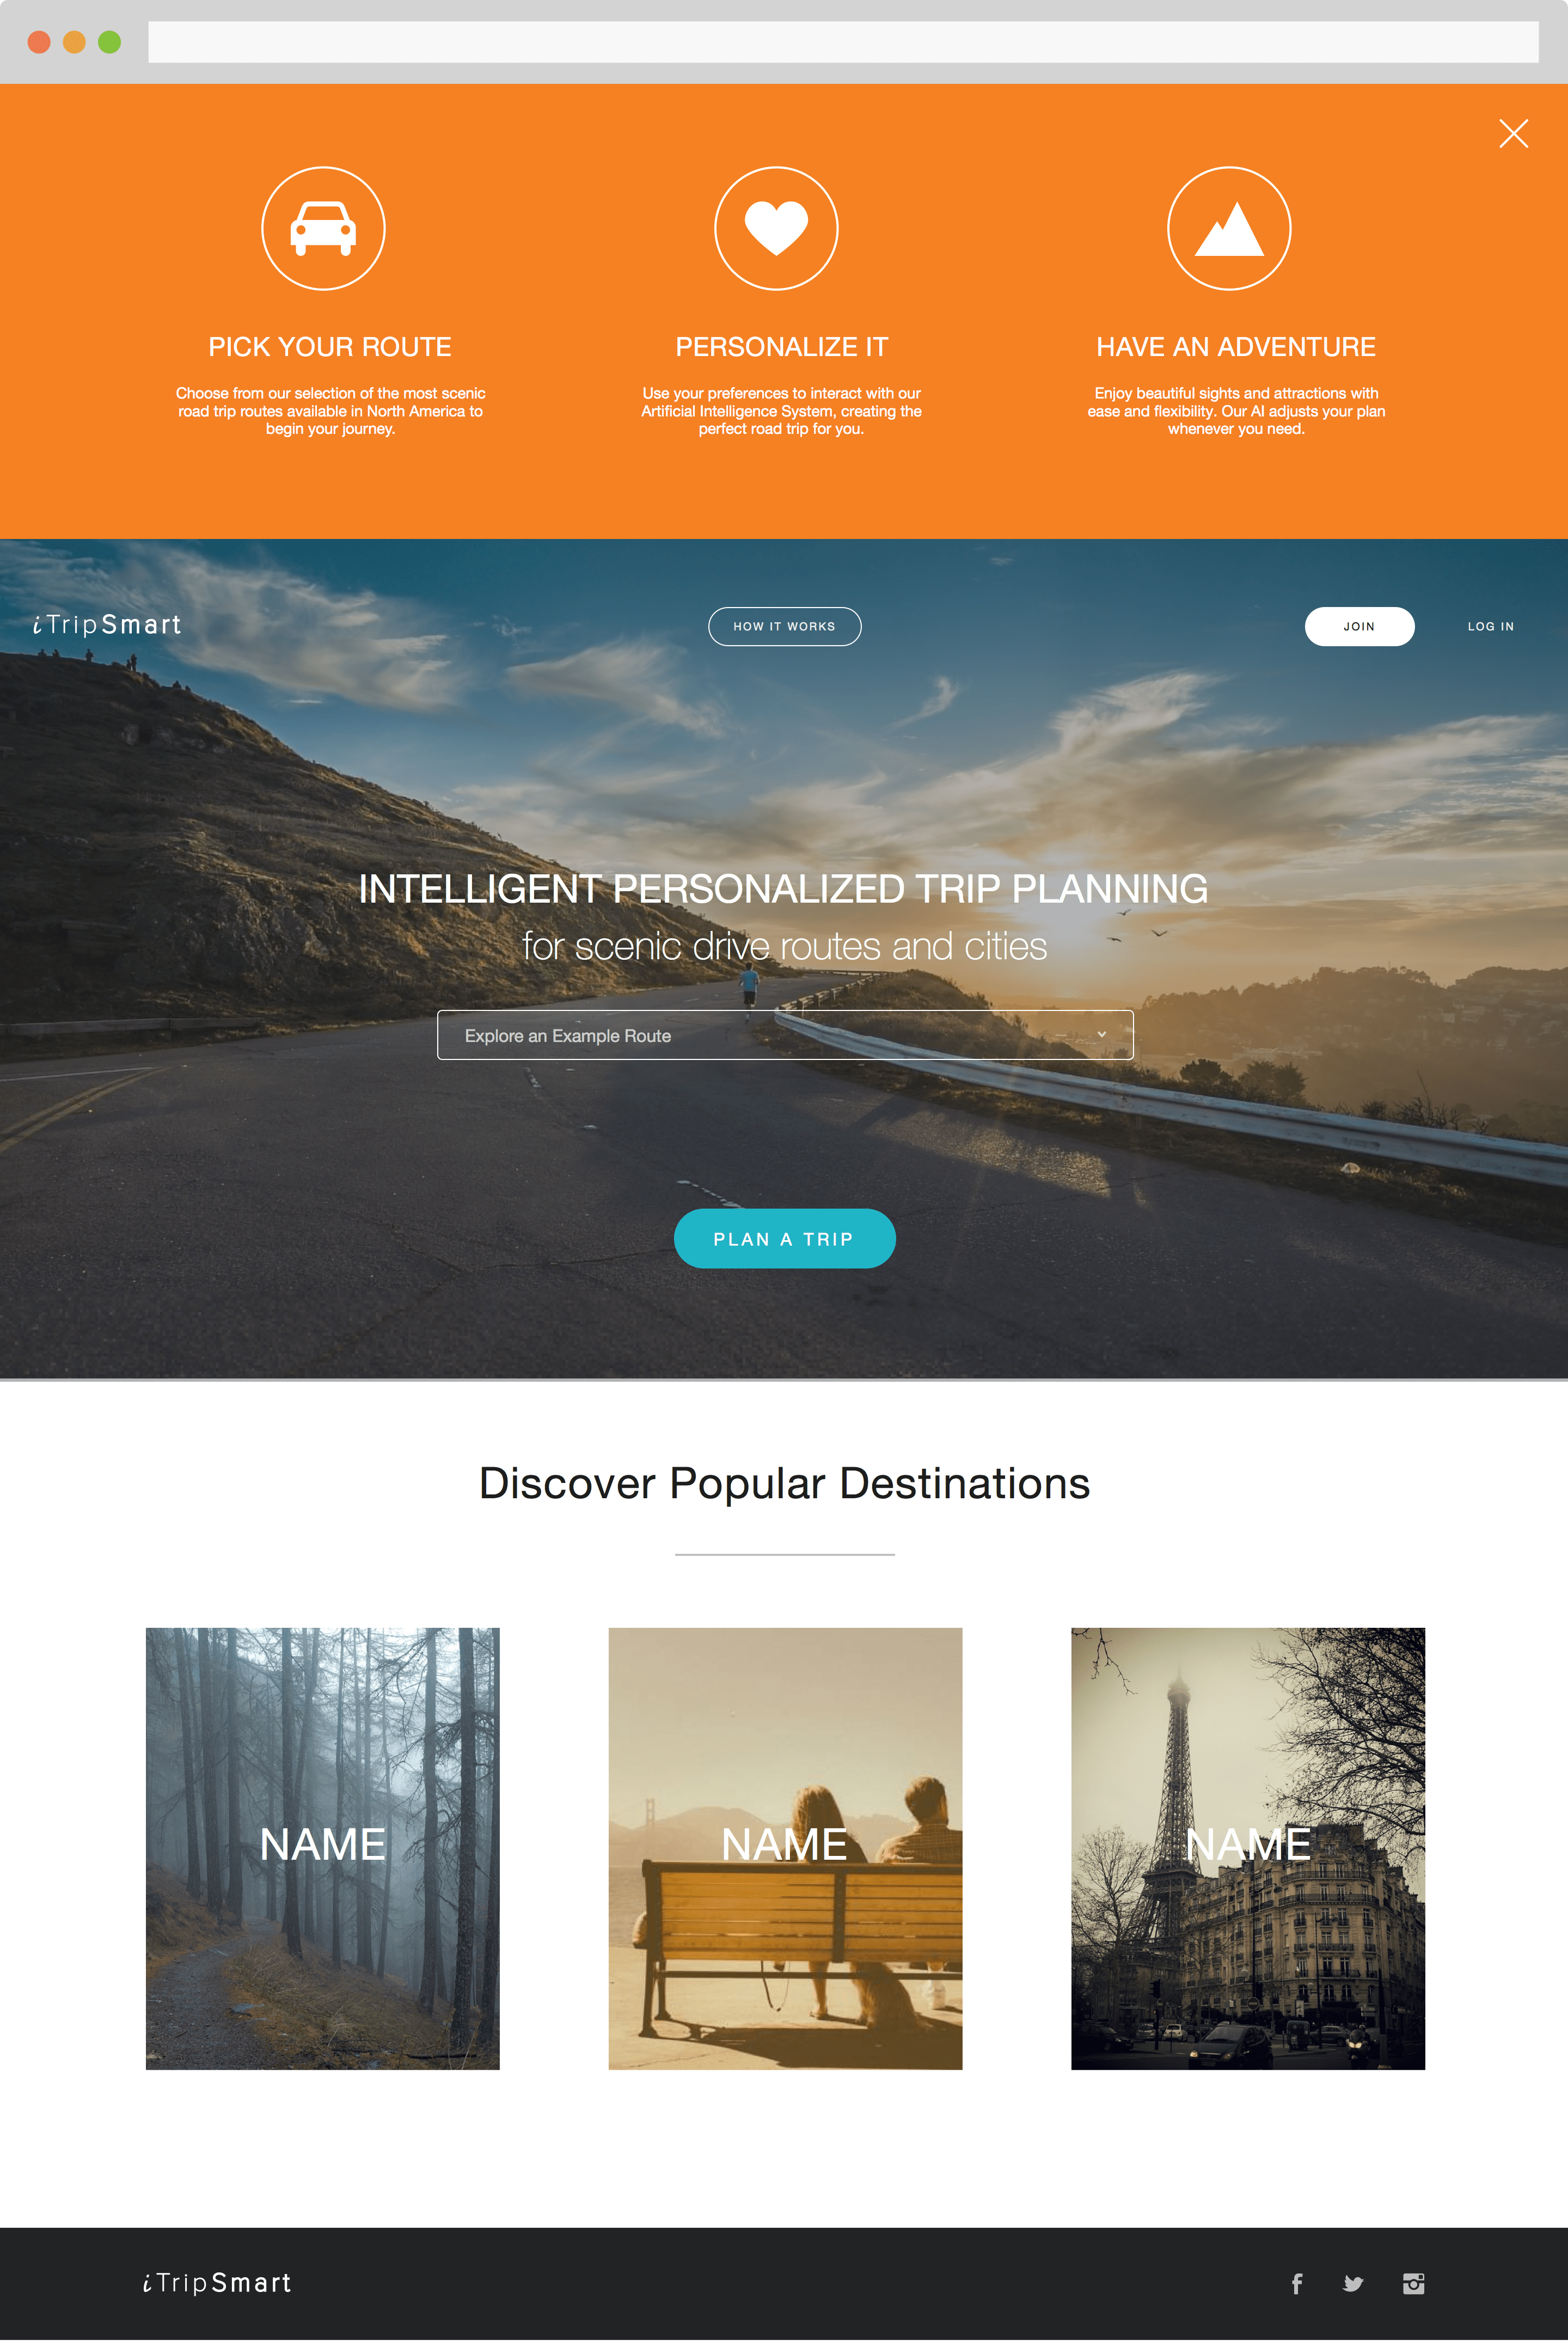 PICK YOUR ROUTE
Choose from our selection of the most scenic
road trip routes available in North America to
begin your journey.
PERSONALIZE IT
Use your preferences to interact with our
Artificial Intelligence System, creating the
perfect road trip for you.
HAVE AN ADVENTURE
Enjoy beautiful sights and attractions with
ease and flexibility. Our AI adjusts your plan
whenever you need.
iTripSmart
HOW IT WORKS
JOIN
LOG IN
INTELLIGENT PERSONALIZED TRIP PLANNING
for scenic drive routes and cities
Explore an Example Route
PLAN A TRIP
Discover Popular Destinations
NAME
NAME
NAME
iTripSmart